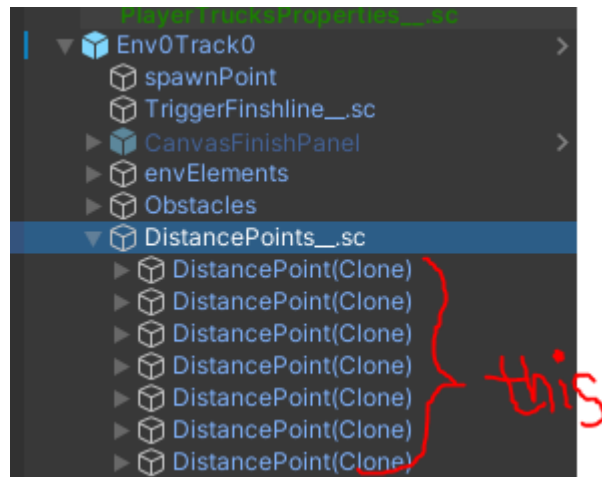 PlayerTrucksProperties__.sc
Env0Track0
spawnPoint
TriggerFinshline__.sc
CanvasFinishPanel
envElements
Obstacles
DistancePoints__.sc
DistancePoint(Clone)
DistancePoint(Clone)
DistancePoint(Clone)
DistancePoint(Clone)
DistancePoint(Clone)
this
DistancePoint(Clone)
DistancePoint(Clone)